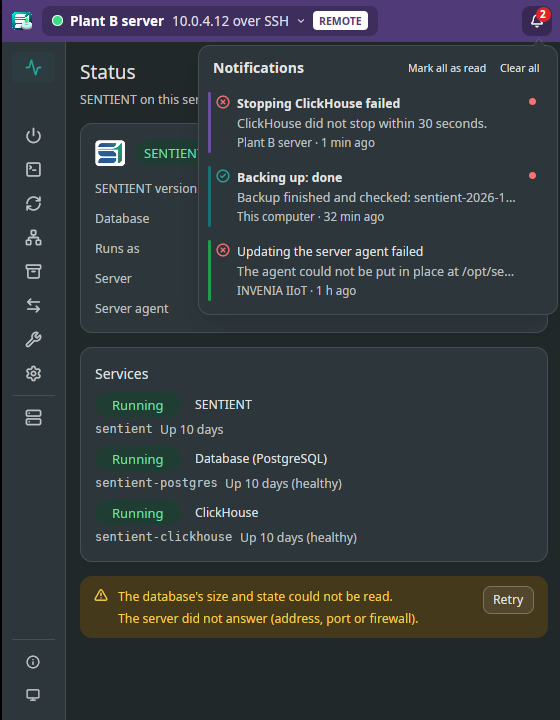 Plant B server 10.0.4.12 over SSH REMOTE 2
Status
SENTIENT on this ser
SENTIENT
SENTIENT version
Database
Runs as
Server
Server agent
Notifications Mark all as read Clear all
Stopping ClickHouse failed
ClickHouse did not stop within 30 seconds.
Plant B server · 1 min ago
Backing up: done
Backup finished and checked: sentient-2026-1...
This computer · 32 min ago
Updating the server agent failed
The agent could not be put in place at /opt/se...
INVENIA IIoT · 1 h ago
Services
Running SENTIENT
sentient Up 10 days
Running Database (PostgreSQL)
sentient-postgres Up 10 days (healthy)
Running ClickHouse
sentient-clickhouse Up 10 days (healthy)
The database's size and state could not be read.
The server did not answer (address, port or firewall).
Retry